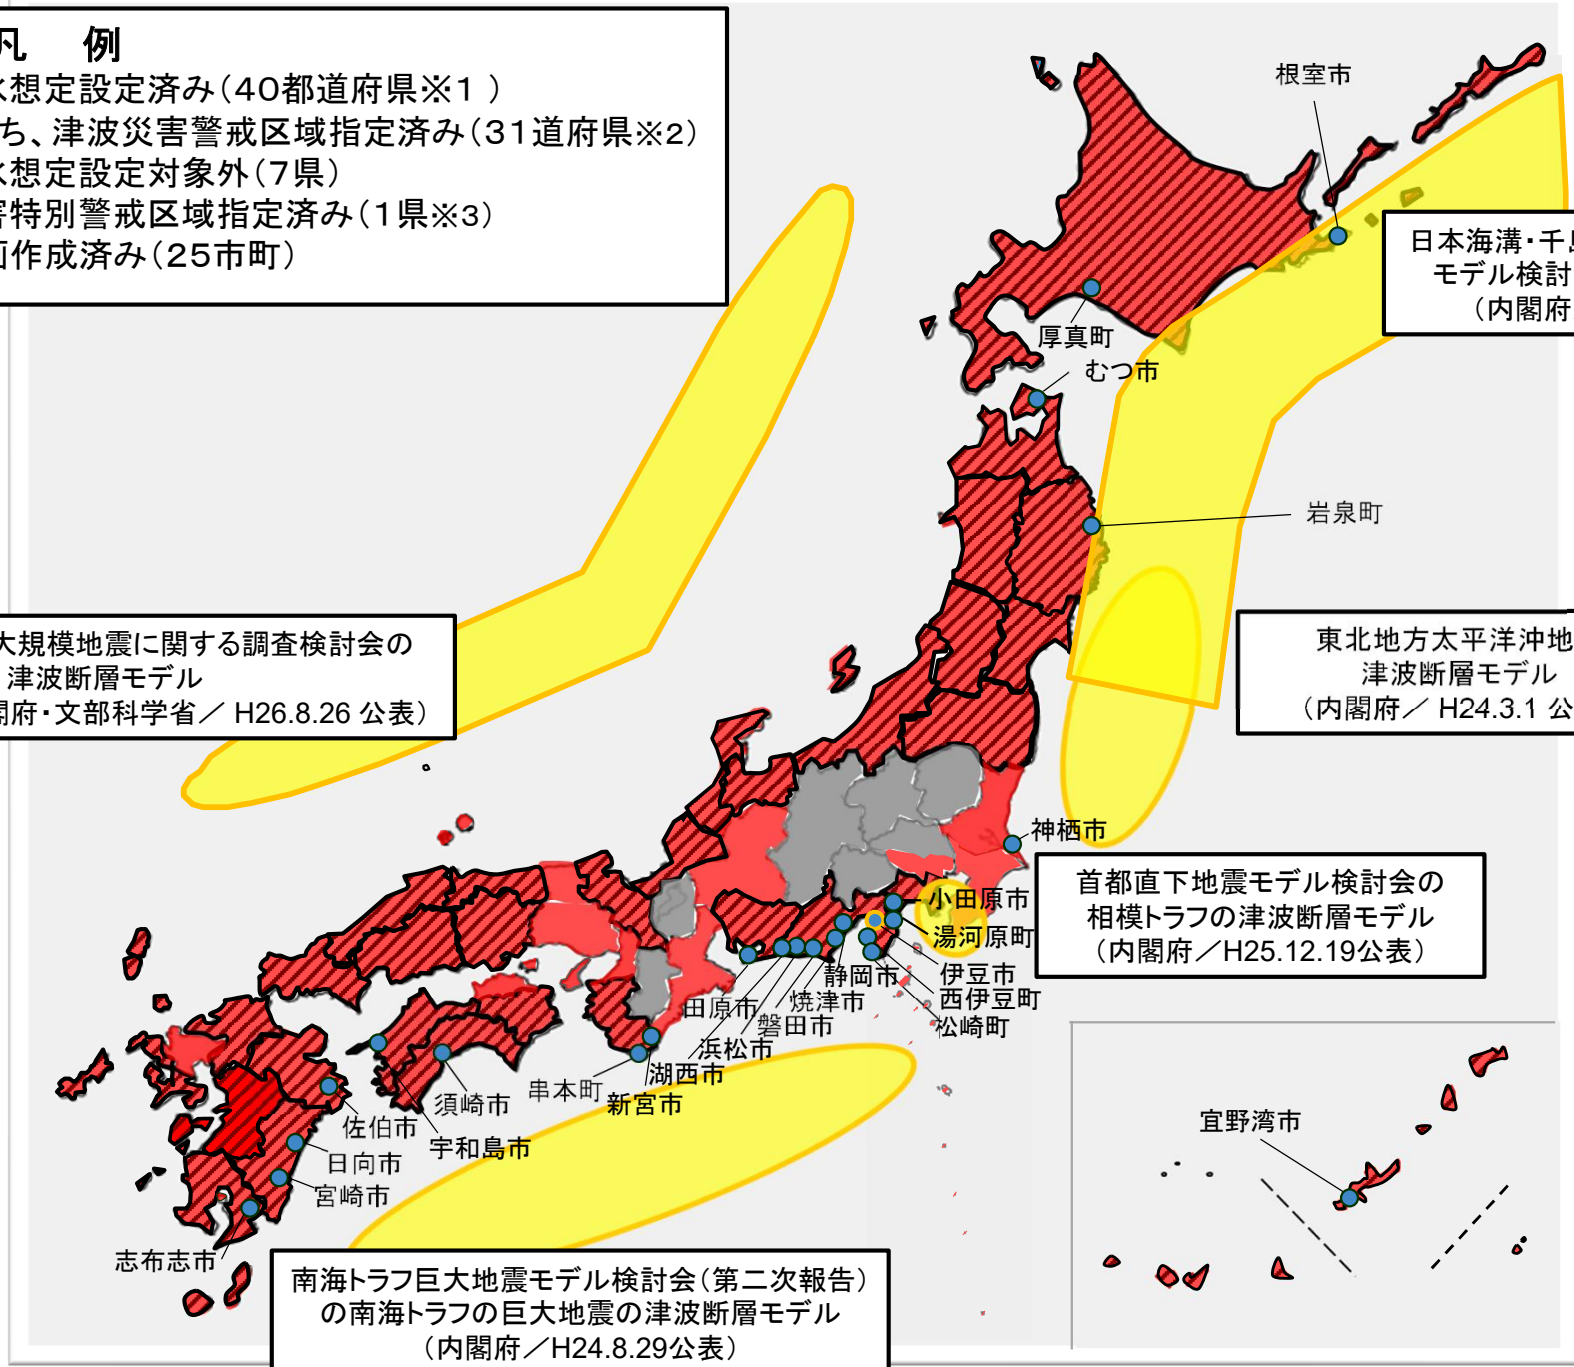 凡　例
水想定設定済み（40都道府県※1 ）
ち、津波災害警戒区域指定済み（31道府県※2）
水想定設定対象外（7県）
害特別警戒区域指定済み（1県※3）
画作成済み（25市町）
根室市
日本海溝・千島
モデル検討
（内閣府
厚真町
むつ市
岩泉町
大規模地震に関する調査検討会の
津波断層モデル
閣府・文部科学省／ H26.8.26 公表）
東北地方太平洋沖地
津波断層モデル
（内閣府／ H24.3.1 公
神栖市
首都直下地震モデル検討会の
相模トラフの津波断層モデル
（内閣府／H25.12.19公表）
小田原市
湯河原町
伊豆市
西伊豆町
松崎町
静岡市
焼津市
磐田市
田原市
浜松市
湖西市
新宮市
串本町
須崎市
宇和島市
佐伯市
日向市
宮崎市
志布志市
宜野湾市
南海トラフ巨大地震モデル検討会（第二次報告）
の南海トラフの巨大地震の津波断層モデル
（内閣府／H24.8.29公表）